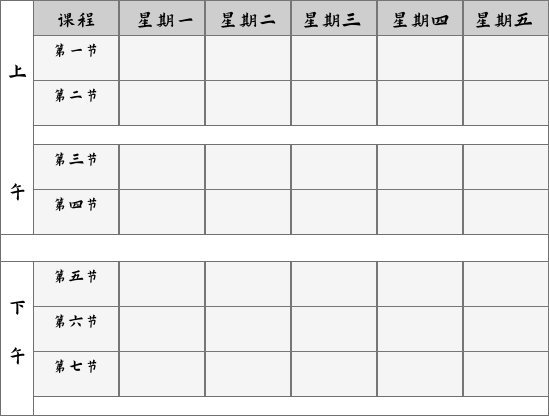 课程 星期一 星期二 星期三 星期四 星期五
上
第一节
第二节
第三节
午
第四节
第五节
下
第六节
午
第七节